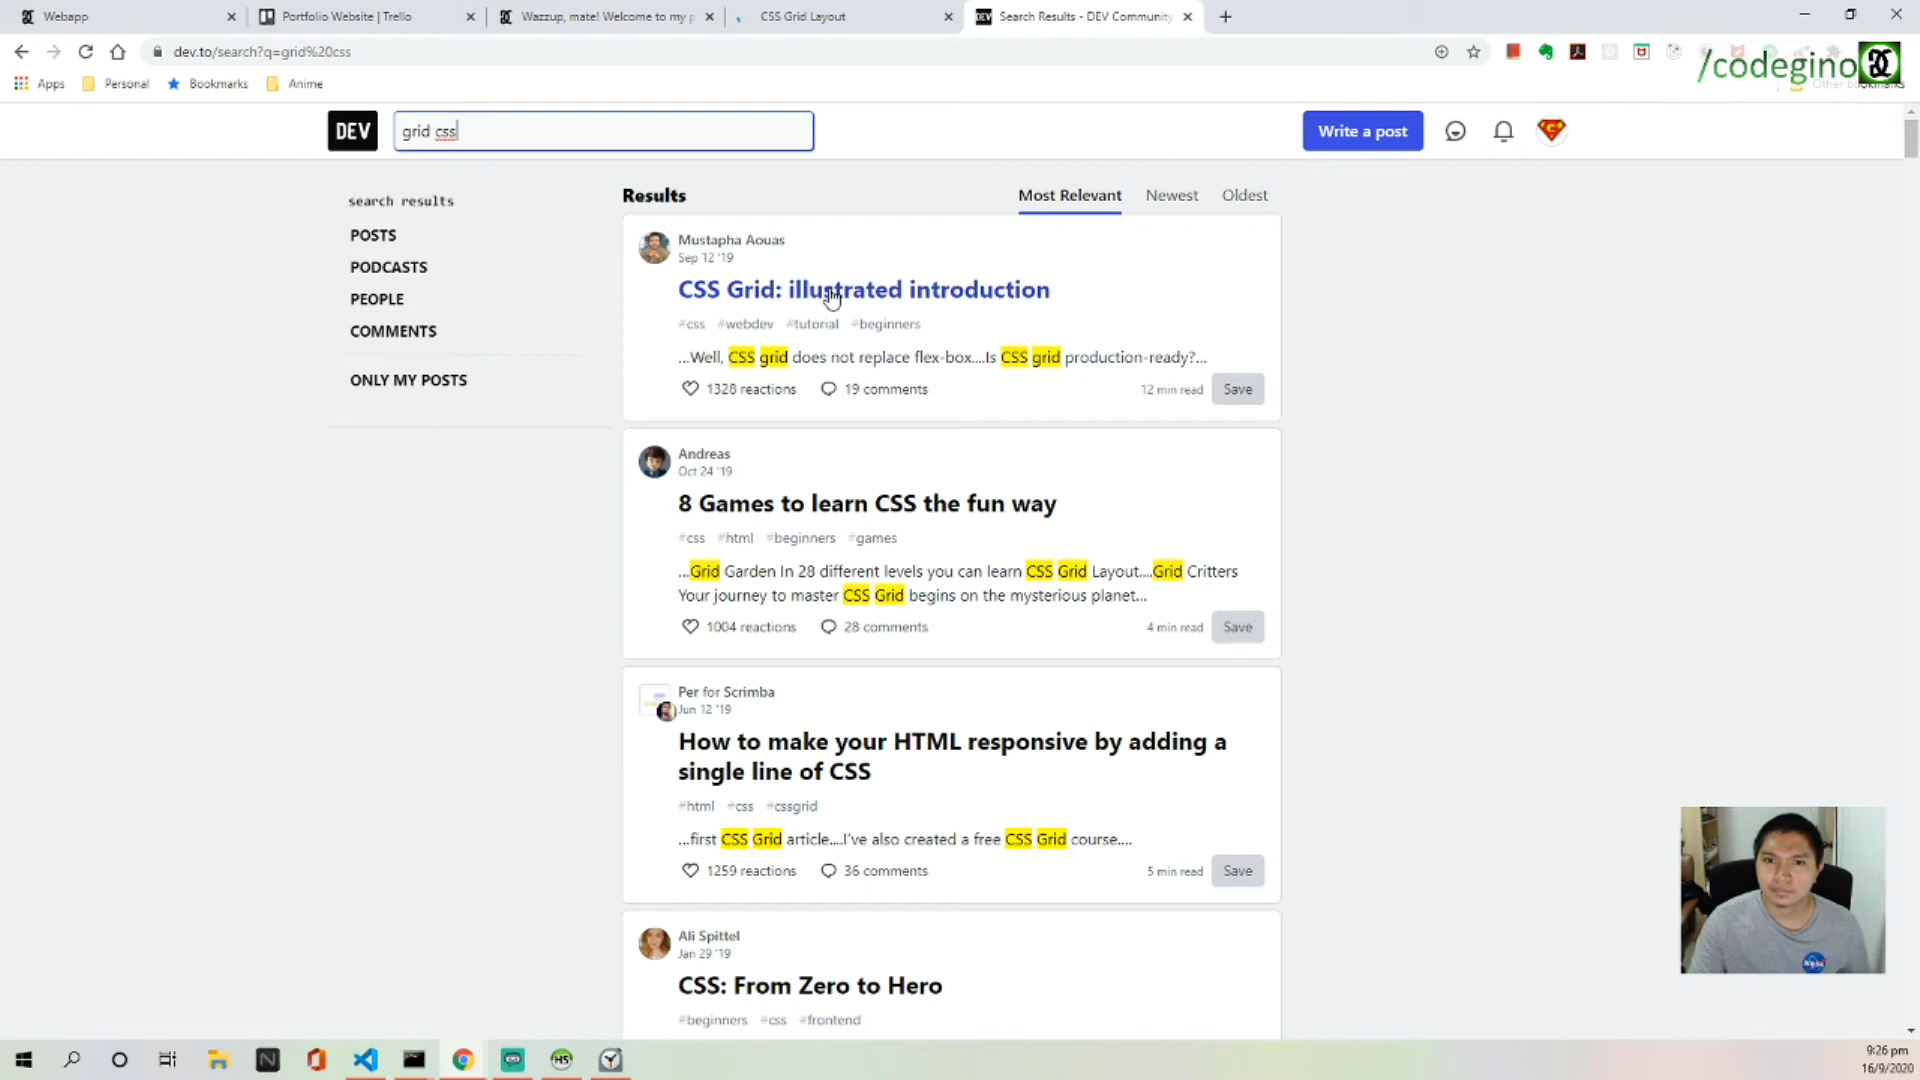 Webapp
Portfolio Website | Trello
Wazzup, mate! Welcome to my p
CSS Grid Layout
DEV
Search Results - DEV Community
dev.to/search?q=grid%20css
/codegino
Apps
Personal
Bookmarks
Anime
DEV
grid css
Write a post
search results
POSTS
PODCASTS
PEOPLE
COMMENTS
ONLY MY POSTS
Results
Most Relevant
Newest
Oldest
Mustapha Aouas
Sep 12 '19
CSS Grid: illustrated introduction
#css #webdev #tutorial #beginners
...Well, CSS grid does not replace flex-box....Is CSS grid production-ready?...
1328 reactions
19 comments
12 min read
Save
Andreas
Oct 24 '19
8 Games to learn CSS the fun way
#css #html #beginners #games
...Grid Garden In 28 different levels you can learn CSS Grid Layout....Grid Critters
Your journey to master CSS Grid begins on the mysterious planet...
1004 reactions
28 comments
4 min read
Save
Per for Scrimba
Jun 12 '19
How to make your HTML responsive by adding a
single line of CSS
#html #css #cssgrid
...first CSS Grid article....I've also created a free CSS Grid course....
1259 reactions
36 comments
5 min read
Save
Ali Spittel
Jan 29 '19
CSS: From Zero to Hero
#beginners #css #frontend
NASA
N
HS
9:26 pm
16/9/2020